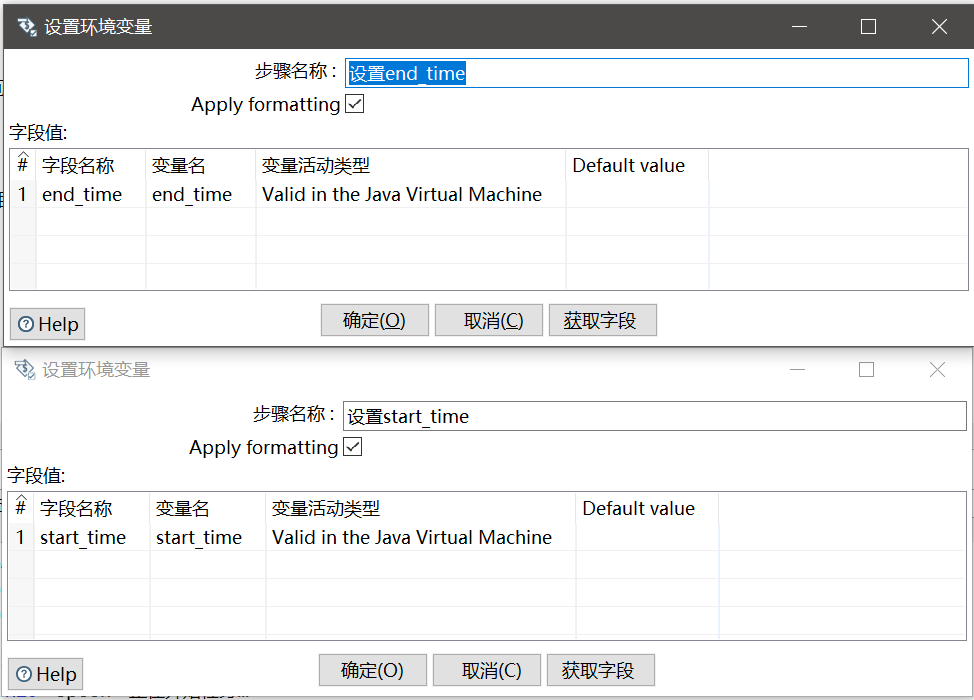 设置环境变量
步骤名称：设置end_time
Apply formatting
字段值:
# 字段名称 变量名 变量活动类型 Default value
1 end_time end_time Valid in the Java Virtual Machine
Help 确定(O) 取消(C) 获取字段
设置环境变量
步骤名称：设置start_time
Apply formatting
字段值:
# 字段名称 变量名 变量活动类型 Default value
1 start_time start_time Valid in the Java Virtual Machine
Help 确定(O) 取消(C) 获取字段